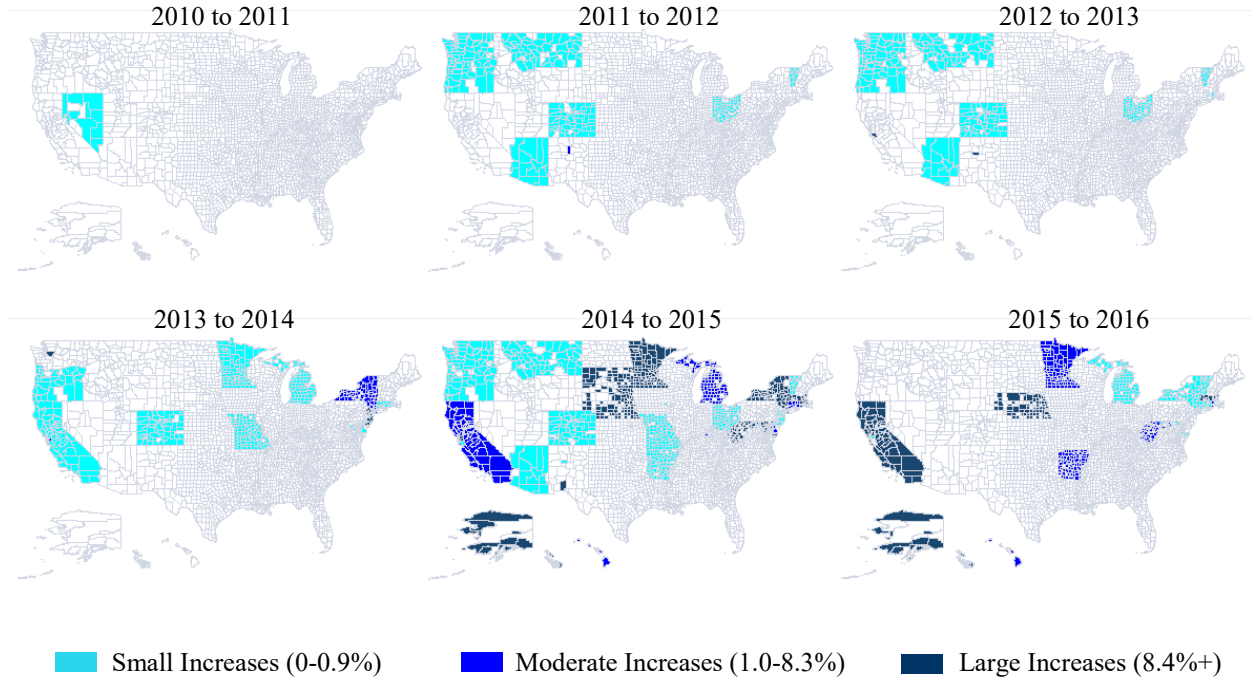 2010 to 2011
2011 to 2012
2012 to 2013
2013 to 2014
2014 to 2015
2015 to 2016
Small Increases (0-0.9%)
Moderate Increases (1.0-8.3%)
Large Increases (8.4%+)